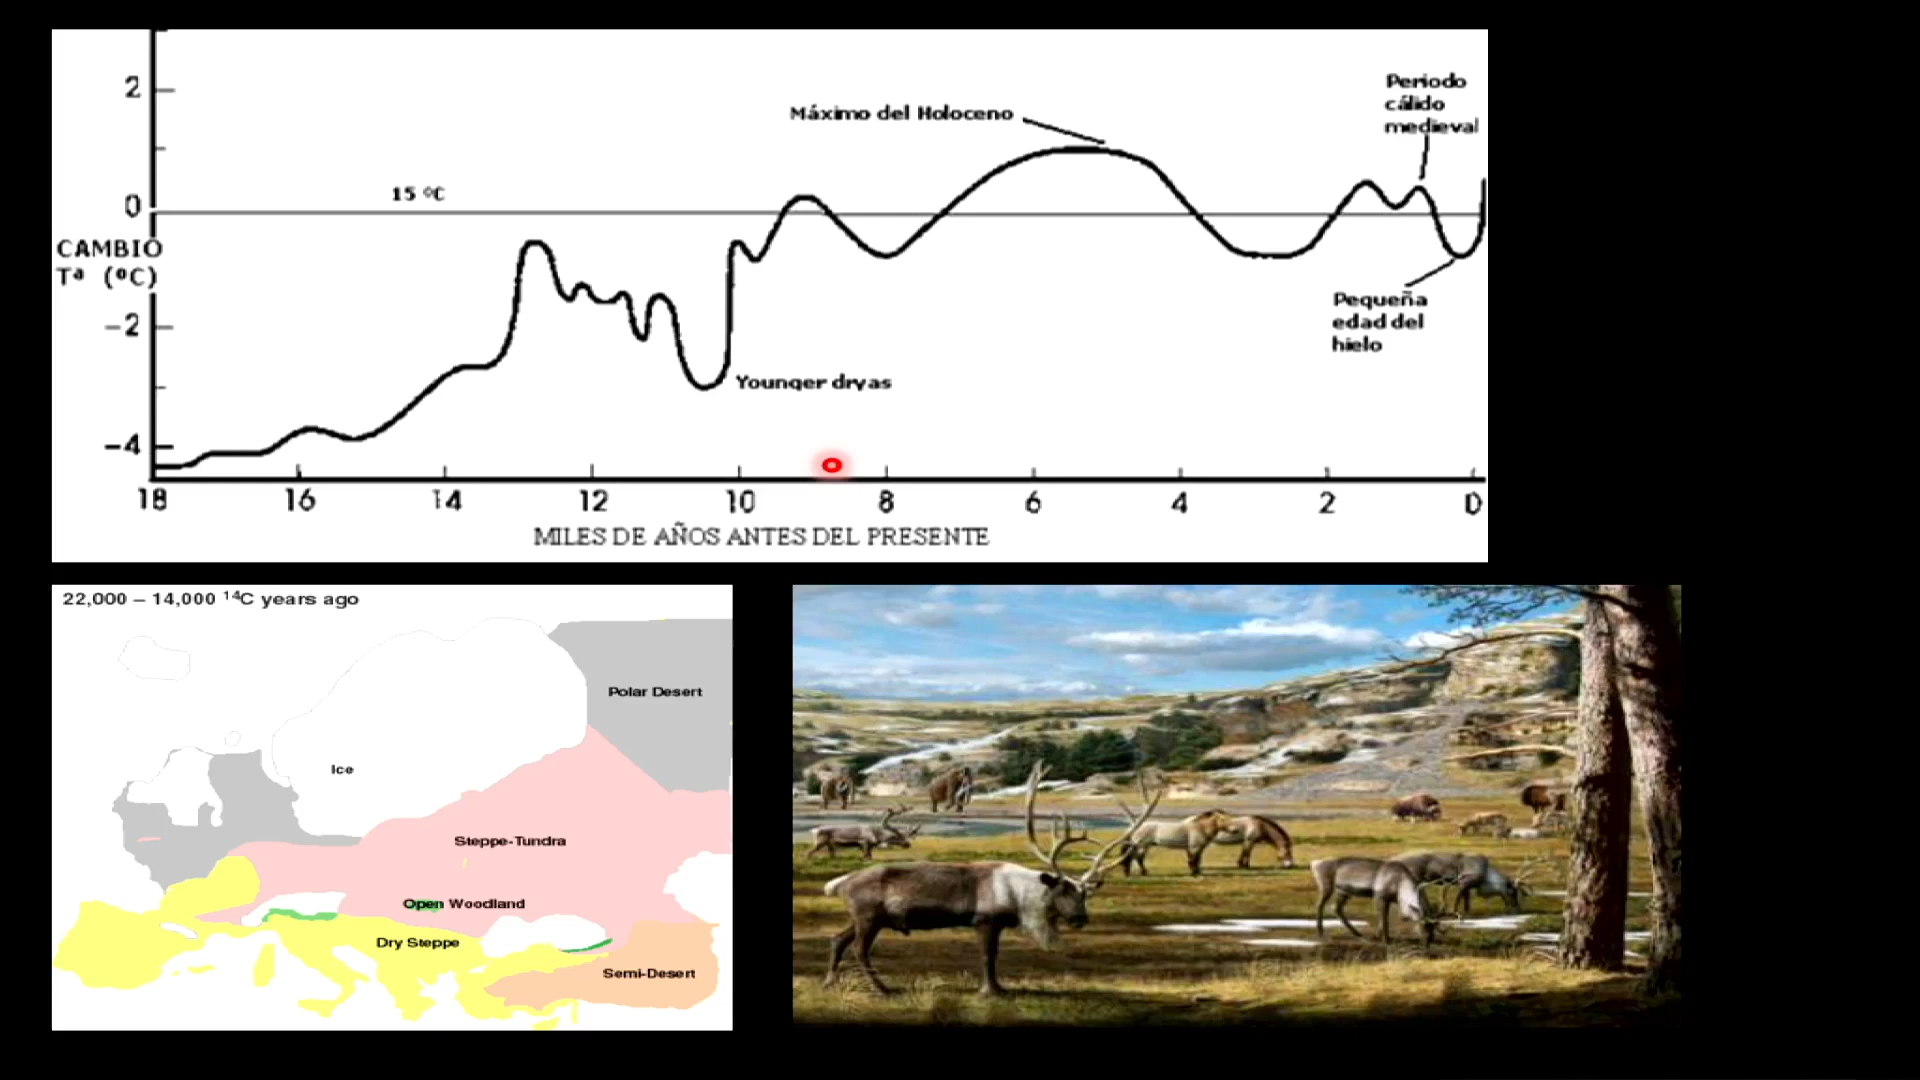 2
Máximo del Holoceno
Periodo
cálido
medieval
15 ºC
0
CAMBIO
Tª (ºC)
-2
Pequeña
edad del
hielo
Younger dryas
-4
18 16 14 12 10 8 6 4 2 0
MILES DE AÑOS ANTES DEL PRESENTE
22,000 – 14,000 ¹⁴C years ago
Polar Desert
Ice
Steppe-Tundra
Open Woodland
Dry Steppe
Semi-Desert